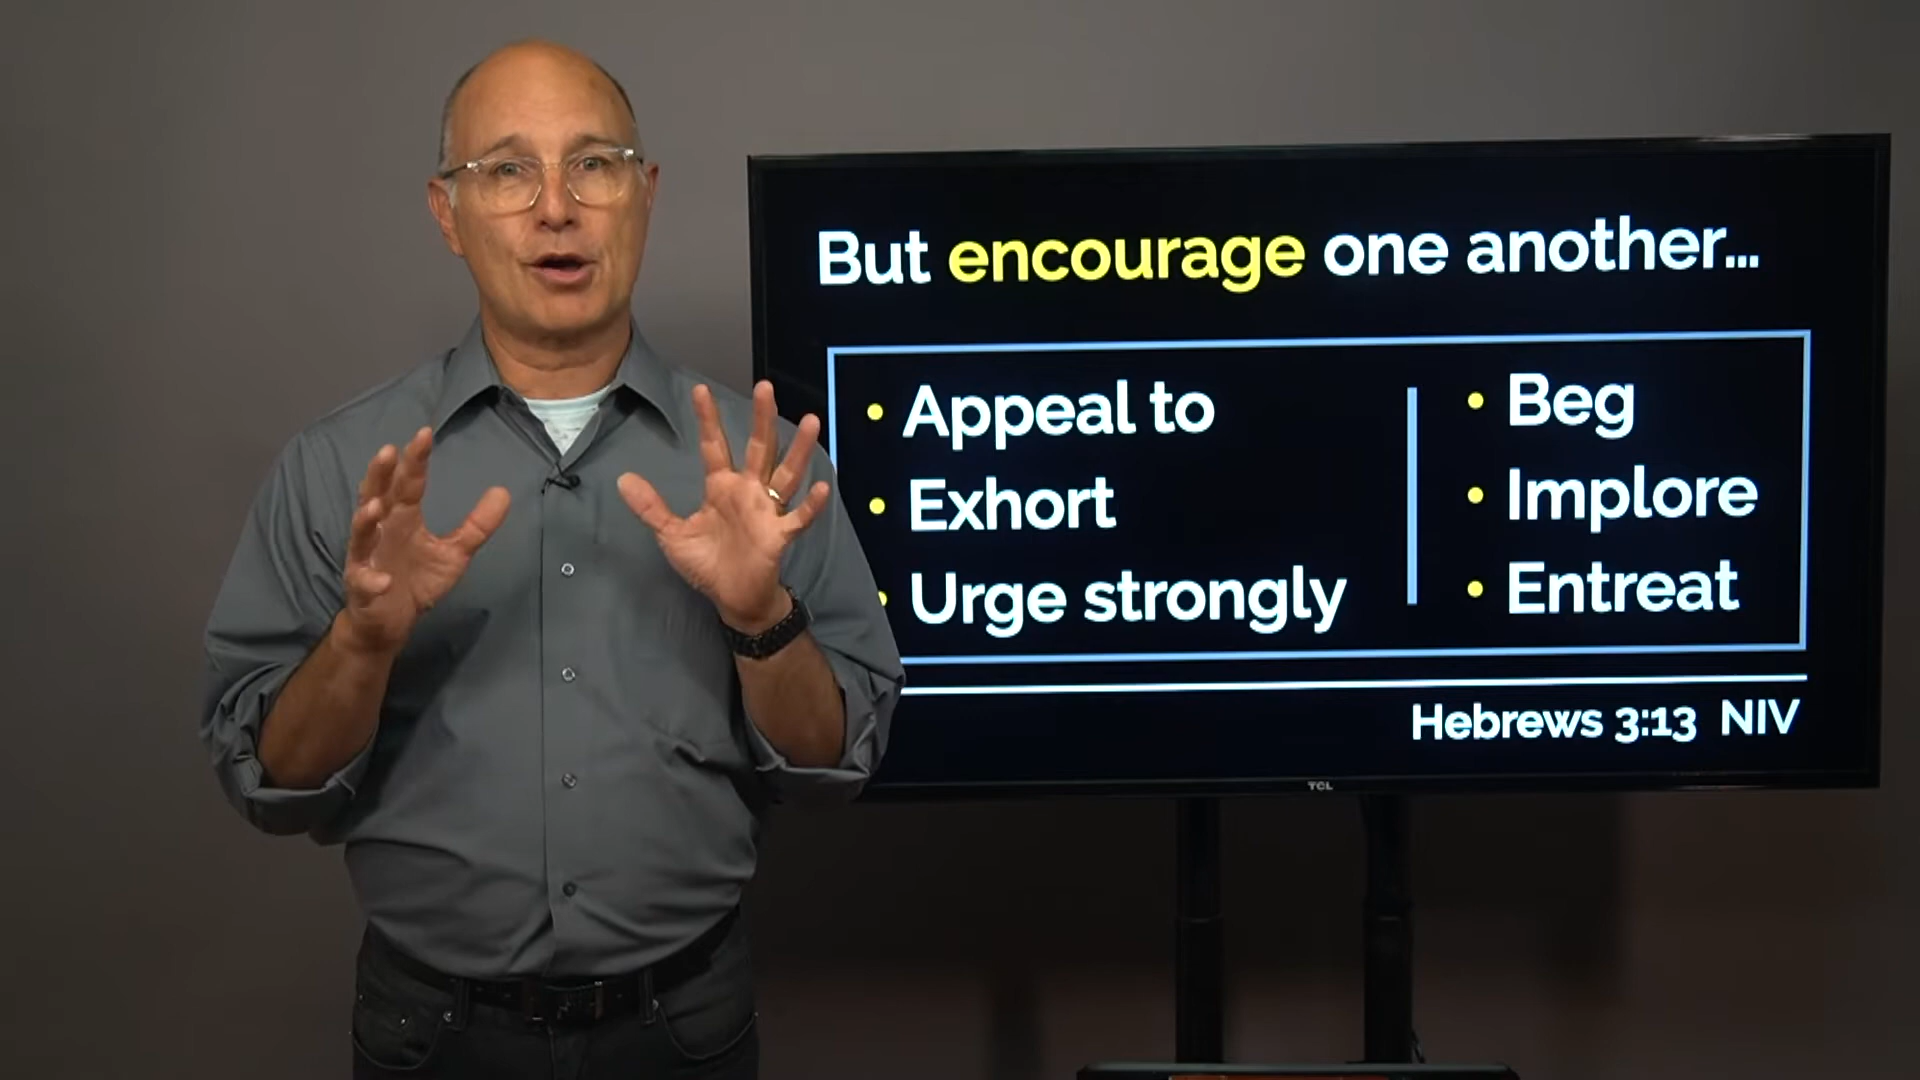 But encourage one another...
• Appeal to
• Exhort
• Urge strongly
• Beg
• Implore
• Entreat
Hebrews 3:13 NIV
TCL